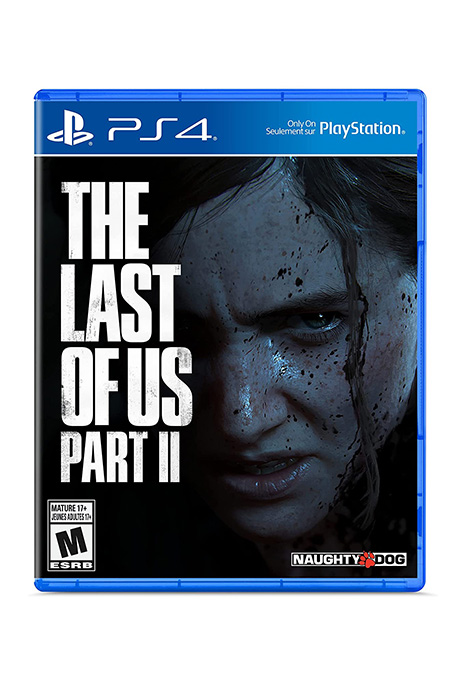 PS4
Only On
Seulement sur
PlayStation®
THE
LAST
OF US
PART II
MATURE 17+
JEUNES ADULTES 17+
M
ESRB
NAUGHTY DOG